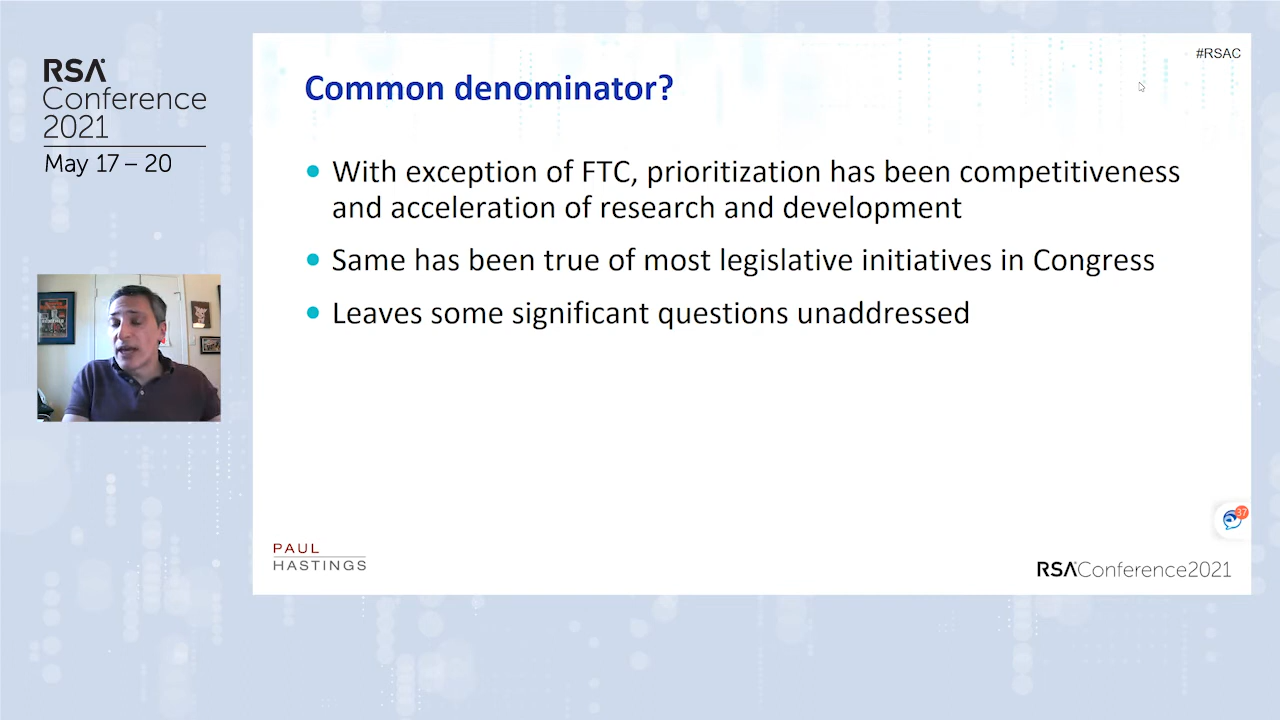 RSA
Conference
2021
May 17 – 20
#RSAC
Common denominator?
With exception of FTC, prioritization has been competitiveness
and acceleration of research and development
Same has been true of most legislative initiatives in Congress
Leaves some significant questions unaddressed
37
PAUL
HASTINGS
RSAConference2021